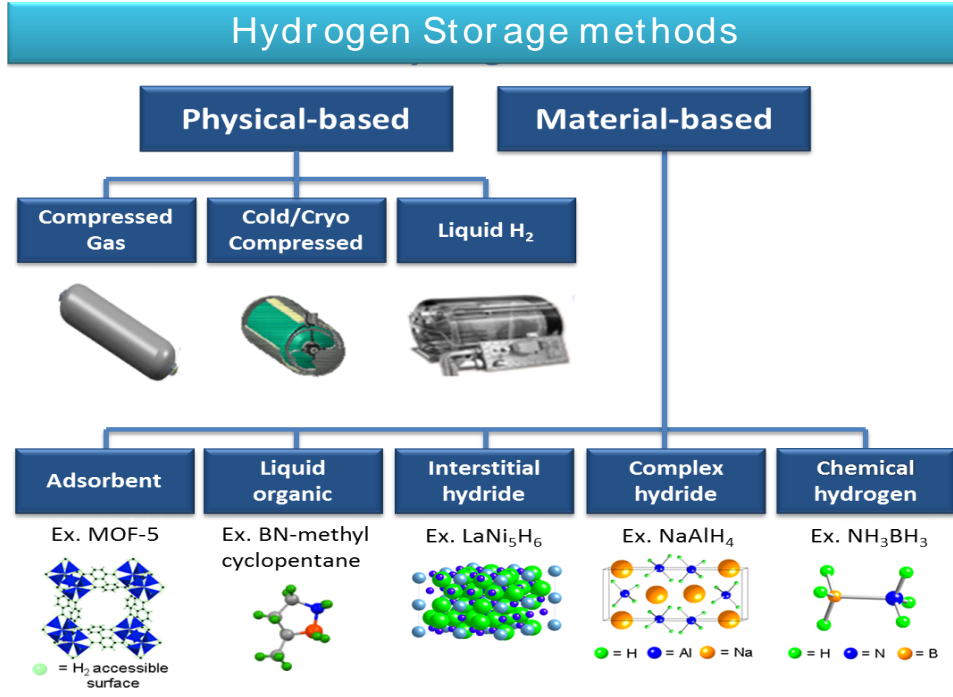 Hydrogen Storage methods
Physical-based
Material-based
Compressed
Gas
Cold/Cryo
Compressed
Liquid H₂
Adsorbent
Liquid
organic
Interstitial
hydride
Complex
hydride
Chemical
hydrogen
Ex. MOF-5
Ex. BN-methyl
cyclopentane
Ex. LaNi₅H₆
Ex. NaAlH₄
Ex. NH₃BH₃
= H₂ accessible
surface
= H = Al = Na
= H = N = B